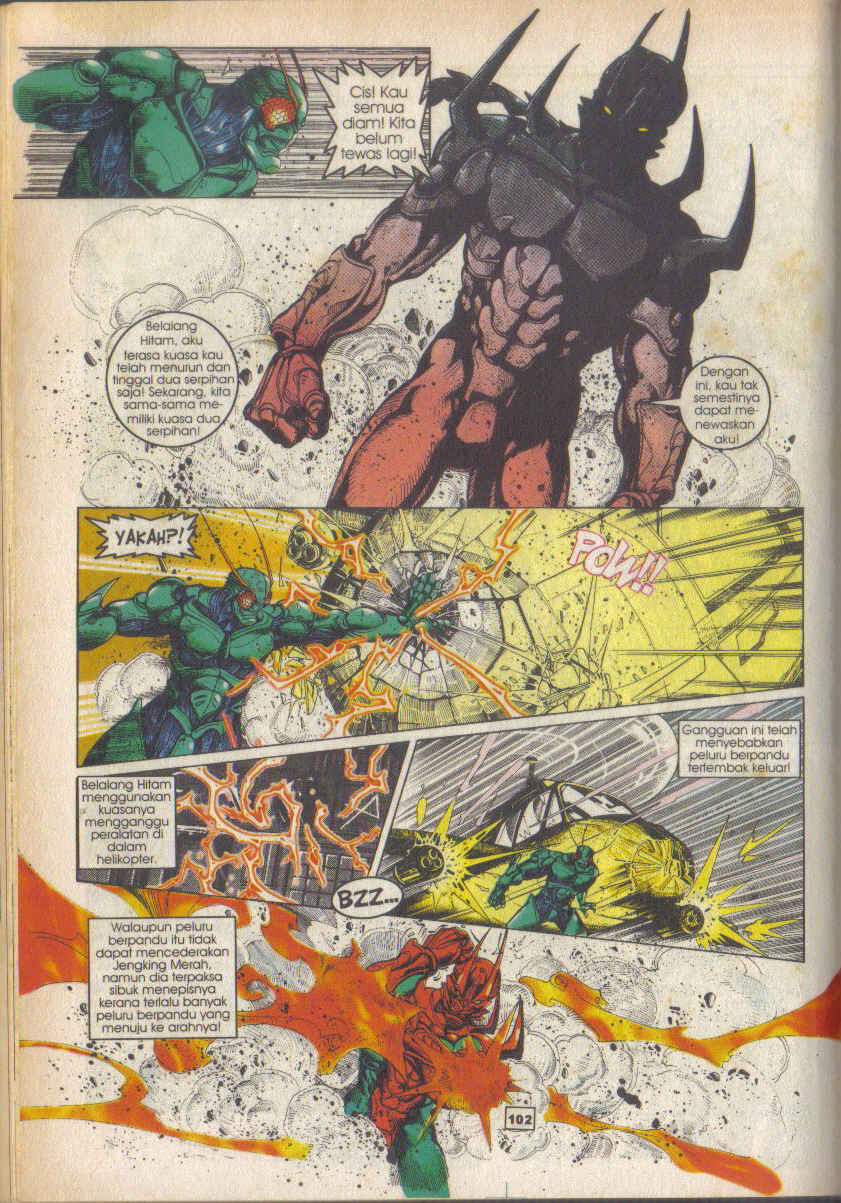 Cis! Kau
semua
diam! Kita
belum
tewas lagi!
Belalang
Hitam, aku
terasa kuasa kau
telah menurun dan
tinggal dua serpihan
saja! Sekarang, kita
sama-sama me-
miliki kuasa dua
serpihan!
Dengan
ini, kau tak
semestinya
dapat me-
newaskan
aku!
YAKAH?!
POW!!
Belalang Hitam
menggunakan
kuasanya
mengganggu
peralatan di
dalam
helikopter.
BZZ...
Gangguan ini telah
menyebabkan
peluru berpandu
tertembak keluar!
Walaupun peluru
berpandu itu tidak
dapat mencederakan
Jengking Merah,
namun dia terpaksa
sibuk menepisnya
kerana terlalu banyak
peluru berpandu yang
menuju ke arahnya!
102